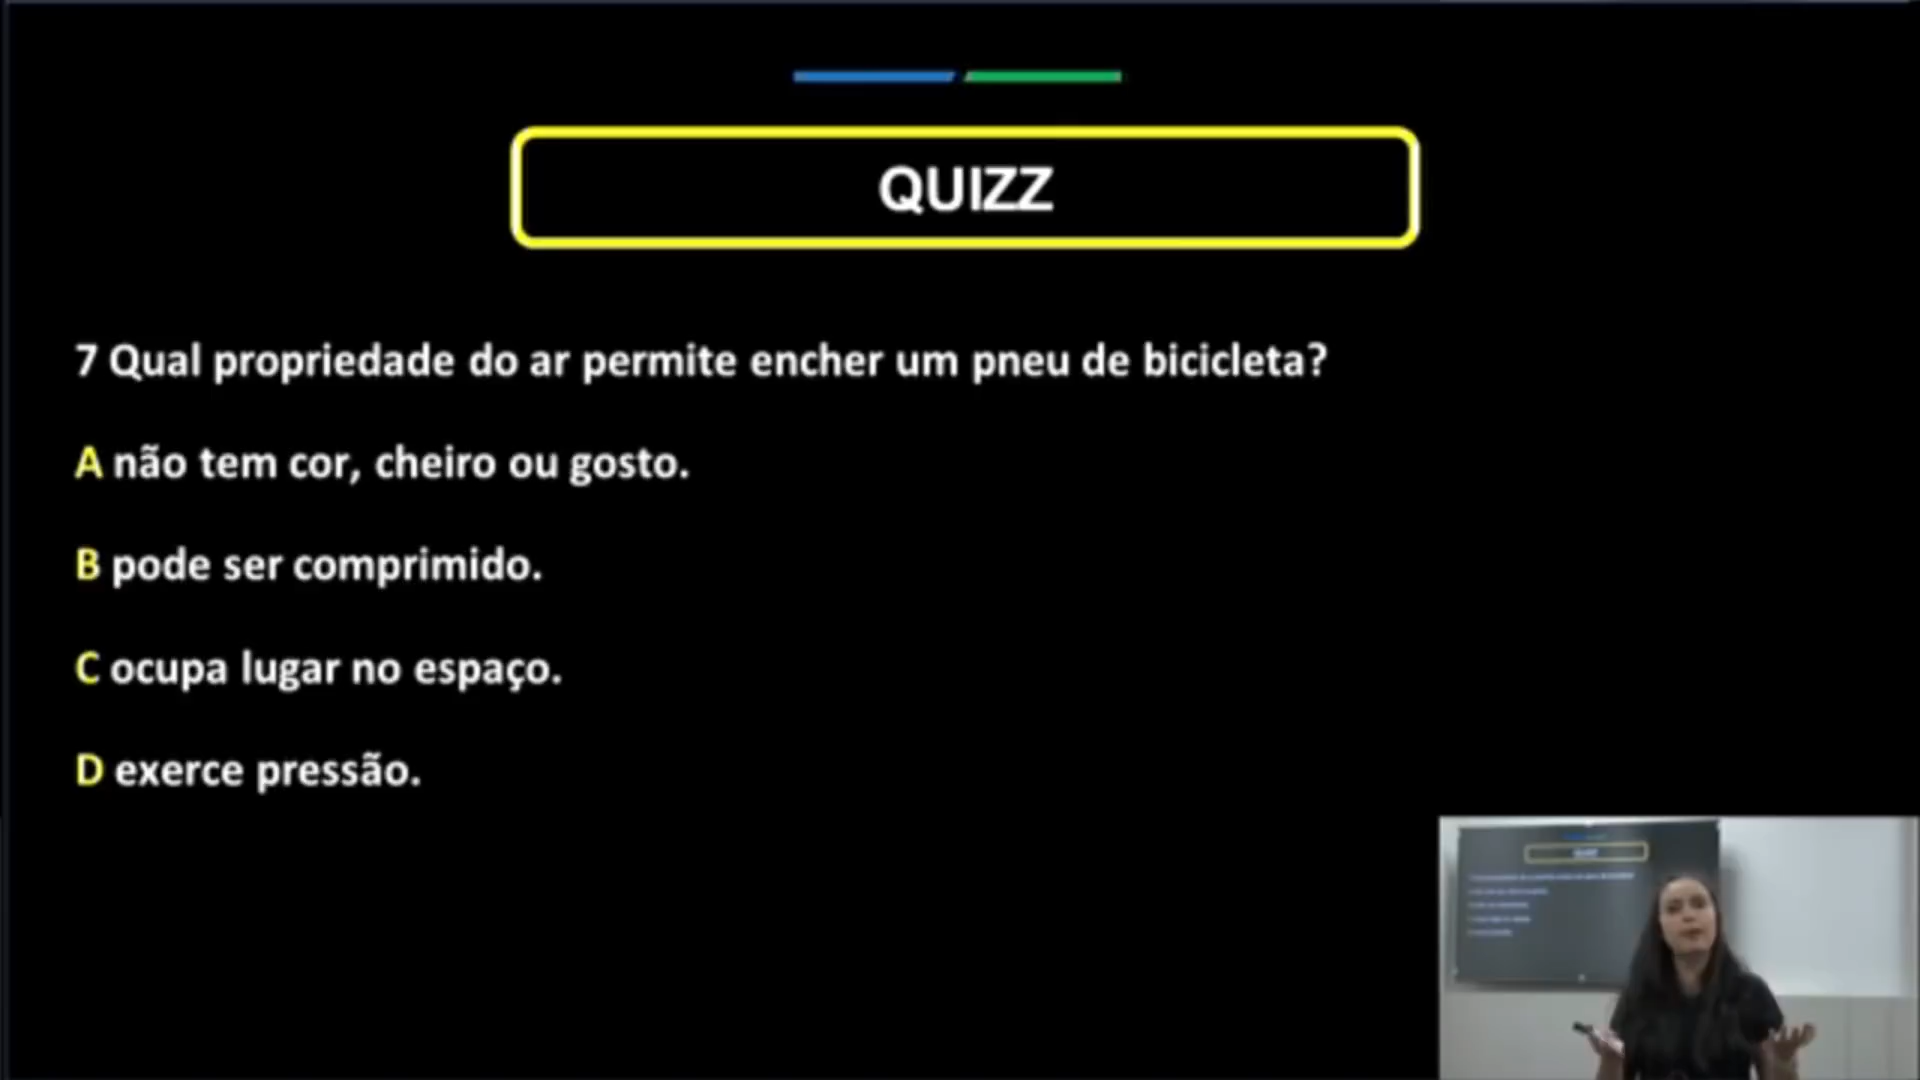 QUIZZ
7 Qual propriedade do ar permite encher um pneu de bicicleta?
A não tem cor, cheiro ou gosto.
B pode ser comprimido.
C ocupa lugar no espaço.
D exerce pressão.